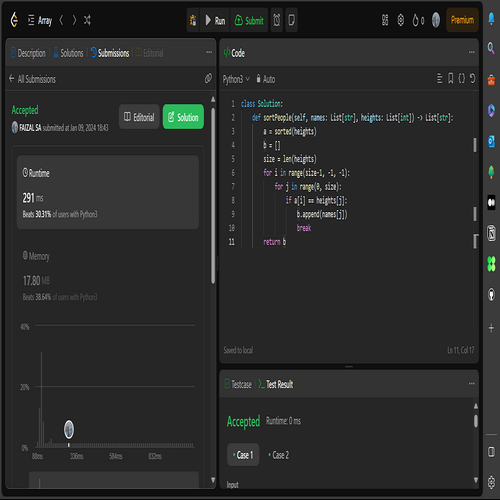 Array
Run
Submit
0
Premium
Description
Solutions
Submissions
Editorial
Code
All Submissions
Python3
Auto
Accepted
FAIZAL SA submitted at Jan 09, 2024 18:43
Editorial
Solution
Runtime
291 ms
Beats 30.31% of users with Python3
Memory
17.80 MB
Beats 38.64% of users with Python3
40%
20%
0%
88ms 336ms 584ms 832ms
1 class Solution:
2 def sortPeople(self, names: List[str], heights: List[int]) -> List[str]:
3 a = sorted(heights)
4 b = []
5 size = len(heights)
6 for i in range(size-1, -1, -1):
7 for j in range(0, size):
8 if a[i] == heights[j]:
9 b.append(names[j])
10 break
11 return b
Saved to local
Ln 11, Col 17
Testcase
Test Result
Accepted Runtime: 0 ms
Case 1
Case 2
Input